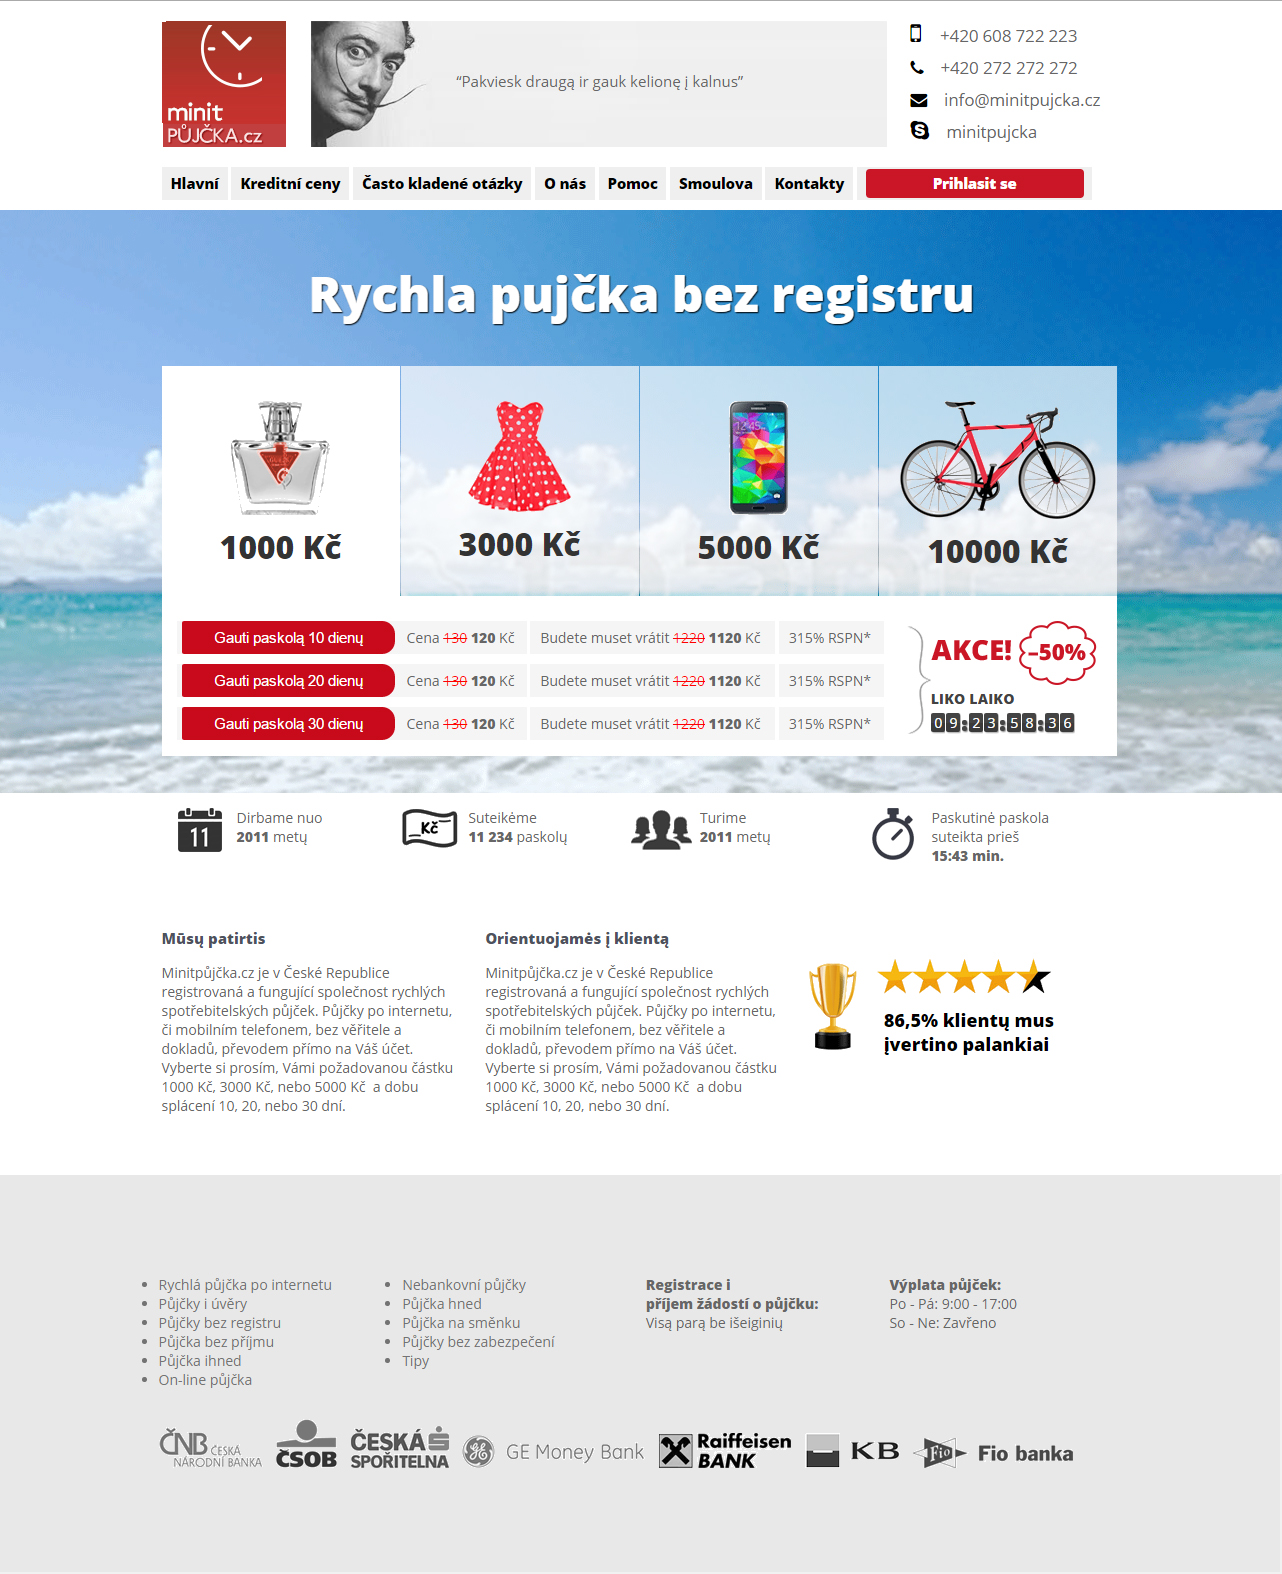 minit
PŮJČKA.cz
“Pakviesk draugą ir gauk kelionę į kalnus”
+420 608 722 223
+420 272 272 272
info@minitpujcka.cz
minitpujcka
Hlavní Kreditní ceny Často kladené otázky O nás Pomoc Smoulova Kontakty Prihlasit se
Rychla pujčka bez registru
1000 Kč
3000 Kč
5000 Kč
10000 Kč
Gauti paskolą 10 dienų Cena 130 120 Kč Budete muset vrátit 1220 1120 Kč 315% RSPN*
Gauti paskolą 20 dienų Cena 130 120 Kč Budete muset vrátit 1220 1120 Kč 315% RSPN*
Gauti paskolą 30 dienų Cena 130 120 Kč Budete muset vrátit 1220 1120 Kč 315% RSPN*
AKCE! –50%
LIKO LAIKO
09:23:58:36
11
Dirbame nuo
2011 metų
Kč
Suteikėme
11 234 paskolų
Turime
2011 metų
Paskutinė paskola
suteikta prieš
15:43 min.
Mūsų patirtis
Minitpůjčka.cz je v České Republice
registrovaná a fungující společnost rychlých
spotřebitelských půjček. Půjčky po internetu,
či mobilním telefonem, bez věřitele a
dokladů, převodem přímo na Váš účet.
Vyberte si prosím, Vámi požadovanou částku
1000 Kč, 3000 Kč, nebo 5000 Kč a dobu
splácení 10, 20, nebo 30 dní.
Orientuojamės į klientą
Minitpůjčka.cz je v České Republice
registrovaná a fungující společnost rychlých
spotřebitelských půjček. Půjčky po internetu,
či mobilním telefonem, bez věřitele a
dokladů, převodem přímo na Váš účet.
Vyberte si prosím, Vámi požadovanou částku
1000 Kč, 3000 Kč, nebo 5000 Kč a dobu
splácení 10, 20, nebo 30 dní.
86,5% klientų mus
įvertino palankiai
Rychlá půjčka po internetu
Půjčky i úvěry
Půjčky bez registru
Půjčka bez příjmu
Půjčka ihned
On-line půjčka
Nebankovní půjčky
Půjčka hned
Půjčka na směnku
Půjčky bez zabezpečení
Tipy
Registrace i
příjem žádostí o půjčku:
Visą parą be išeiginių
Výplata půjček:
Po - Pá: 9:00 - 17:00
So - Ne: Zavřeno
ČNB ČESKÁ
NÁRODNÍ BANKA
ČSOB
ČESKÁ
SPOŘITELNA
GE Money Bank
Raiffeisen
BANK
KB
Fio
Fio banka